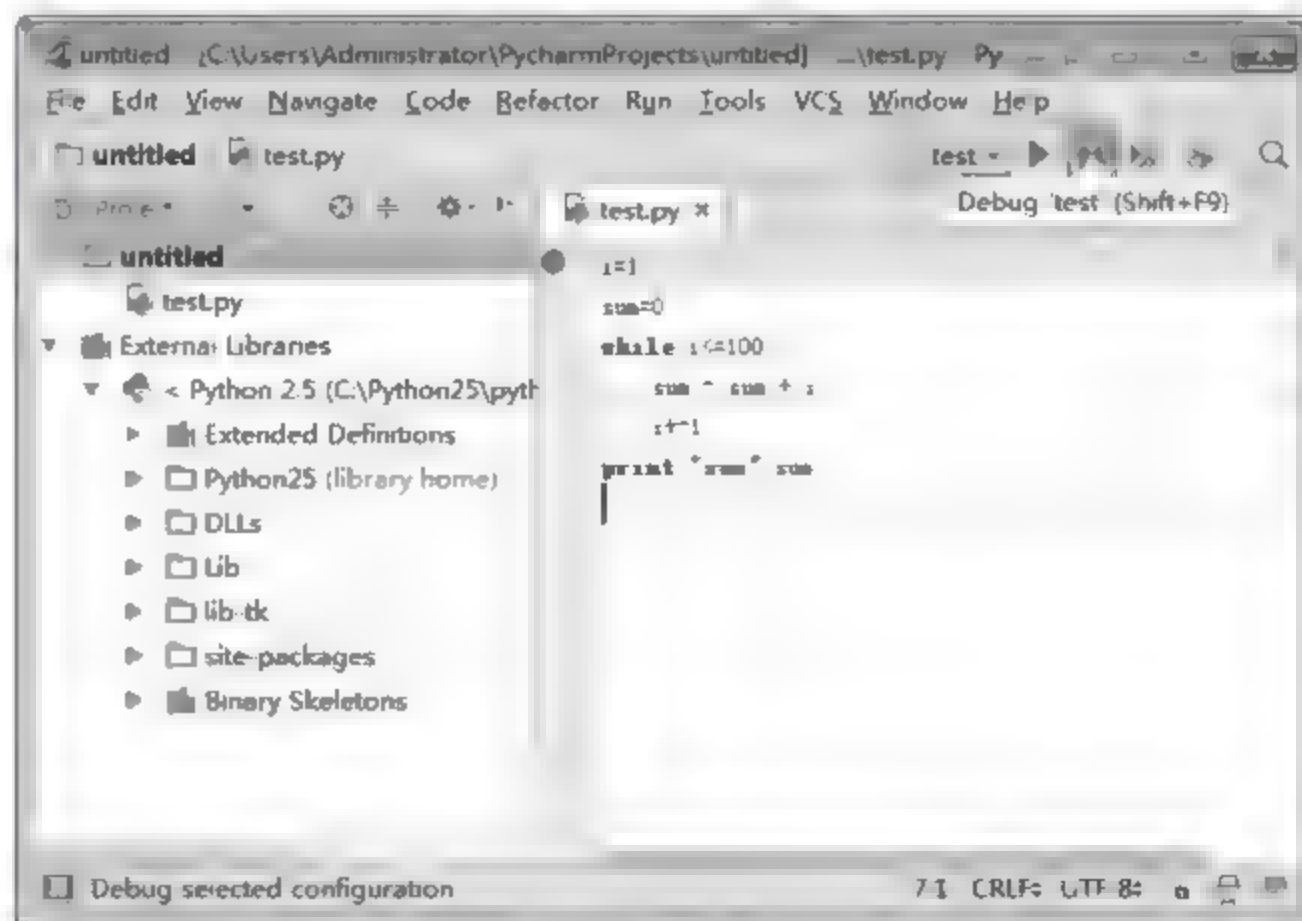 untitled [C:\Users\Administrator\PycharmProjects\untitled] ...\test.py Py
File Edit View Navigate Code Refactor Run Tools VCS Window Help
untitled test.py
test
Project
test.py
Debug 'test' (Shift+F9)
untitled
test.py
External Libraries
< Python 2.5 (C:\Python25\pyth
Extended Definitions
Python25 (library home)
DLLs
Lib
lib-tk
site-packages
Binary Skeletons
i=1
sum=0
while i<=100
sum = sum + i
i+=1
print "sum" sum
Debug selected configuration
7:1 CRLF UTF-8